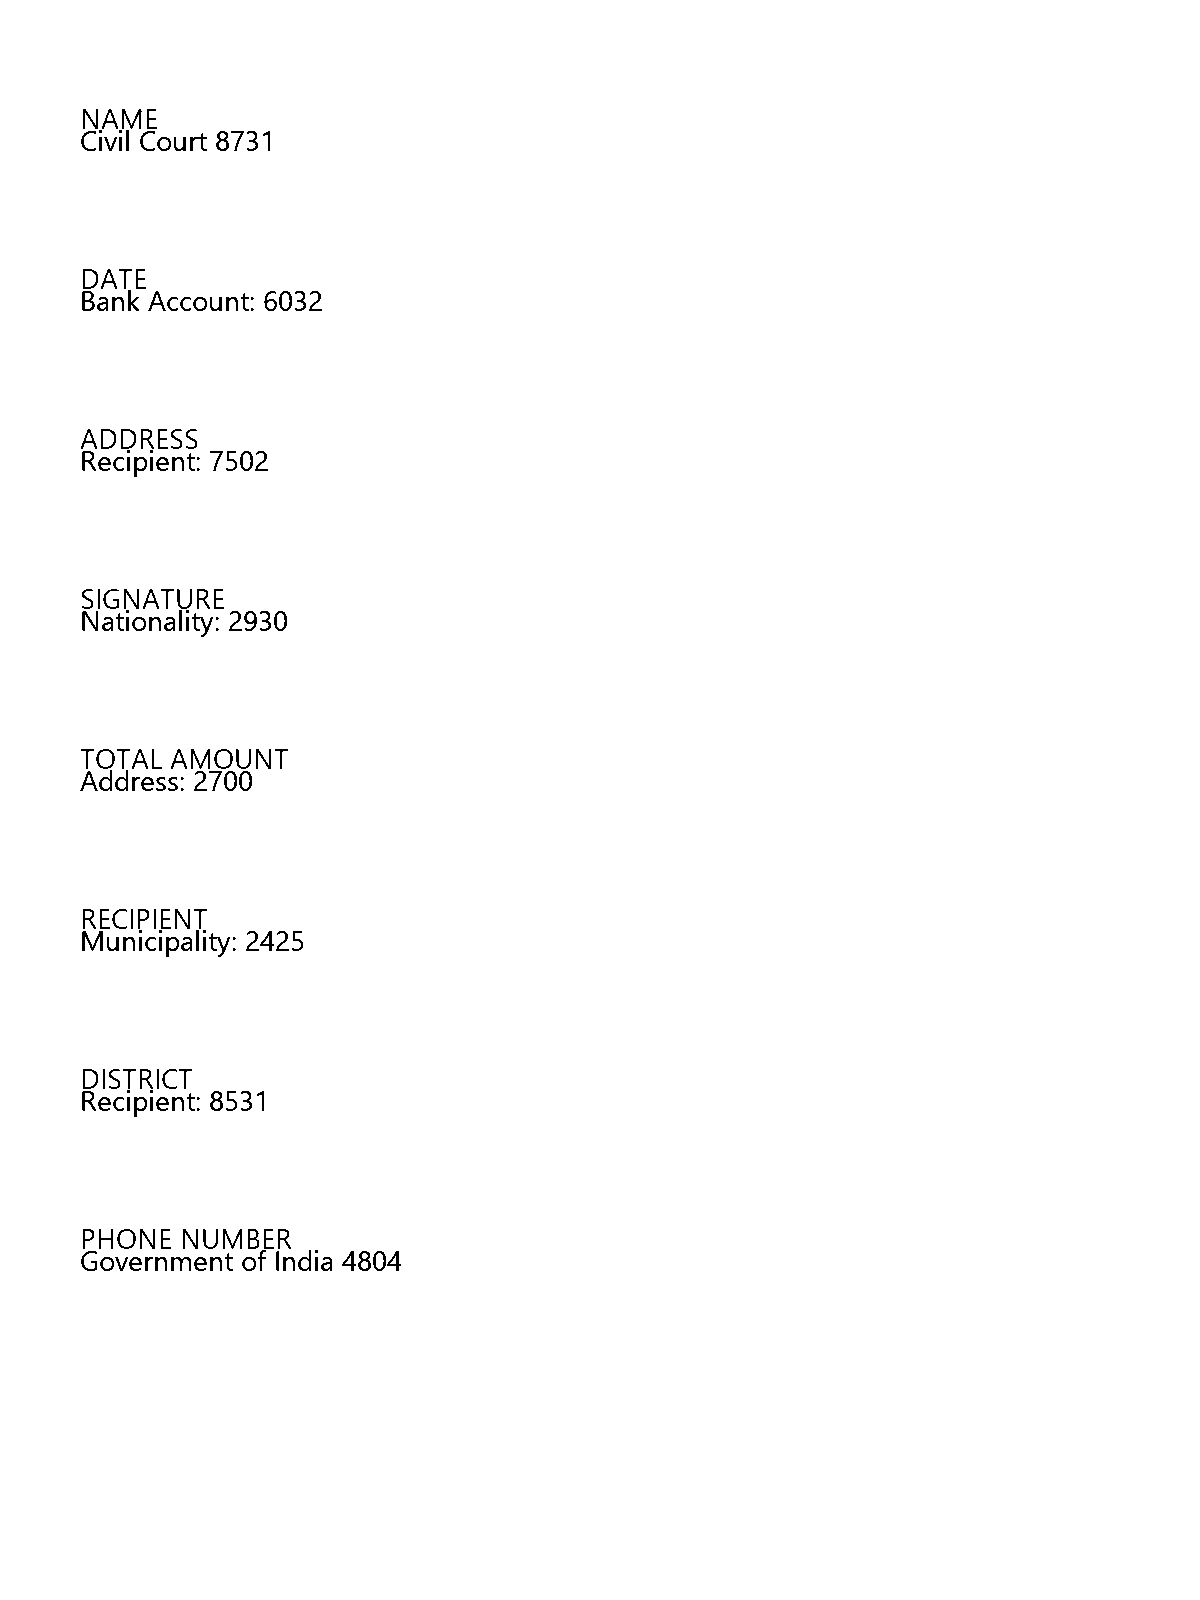 NAME
Civil Court 8731
DATE
Bank Account: 6032
ADDRESS
Recipient: 7502
SIGNATURE
Nationality: 2930
TOTAL AMOUNT
Address: 2700
RECIPIENT
Municipality: 2425
DISTRICT
Recipient: 8531
PHONE NUMBER
Government of India 4804